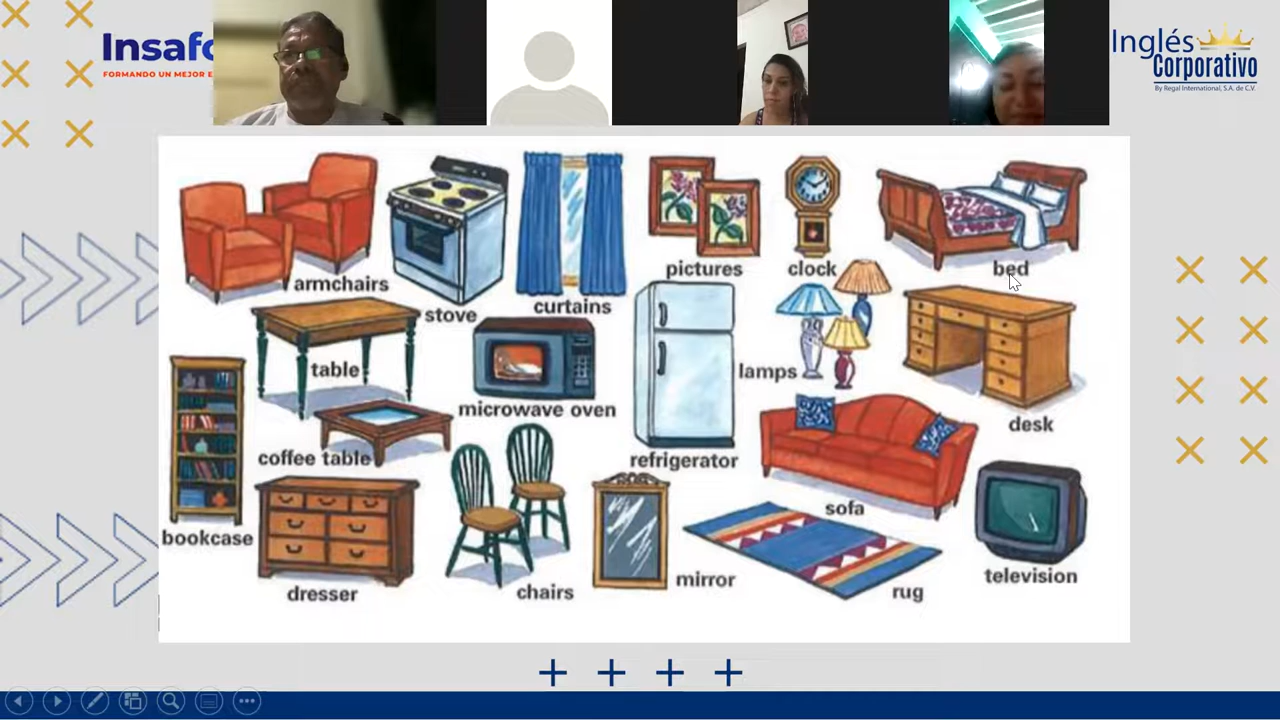 Insafo
FORMANDO UN MEJOR E
Inglés
Corporativo
By Regal International, S.A. de C.V.
armchairs
stove
curtains
pictures
clock
bed
table
microwave oven
lamps
desk
coffee table
refrigerator
sofa
bookcase
dresser
chairs
mirror
rug
television